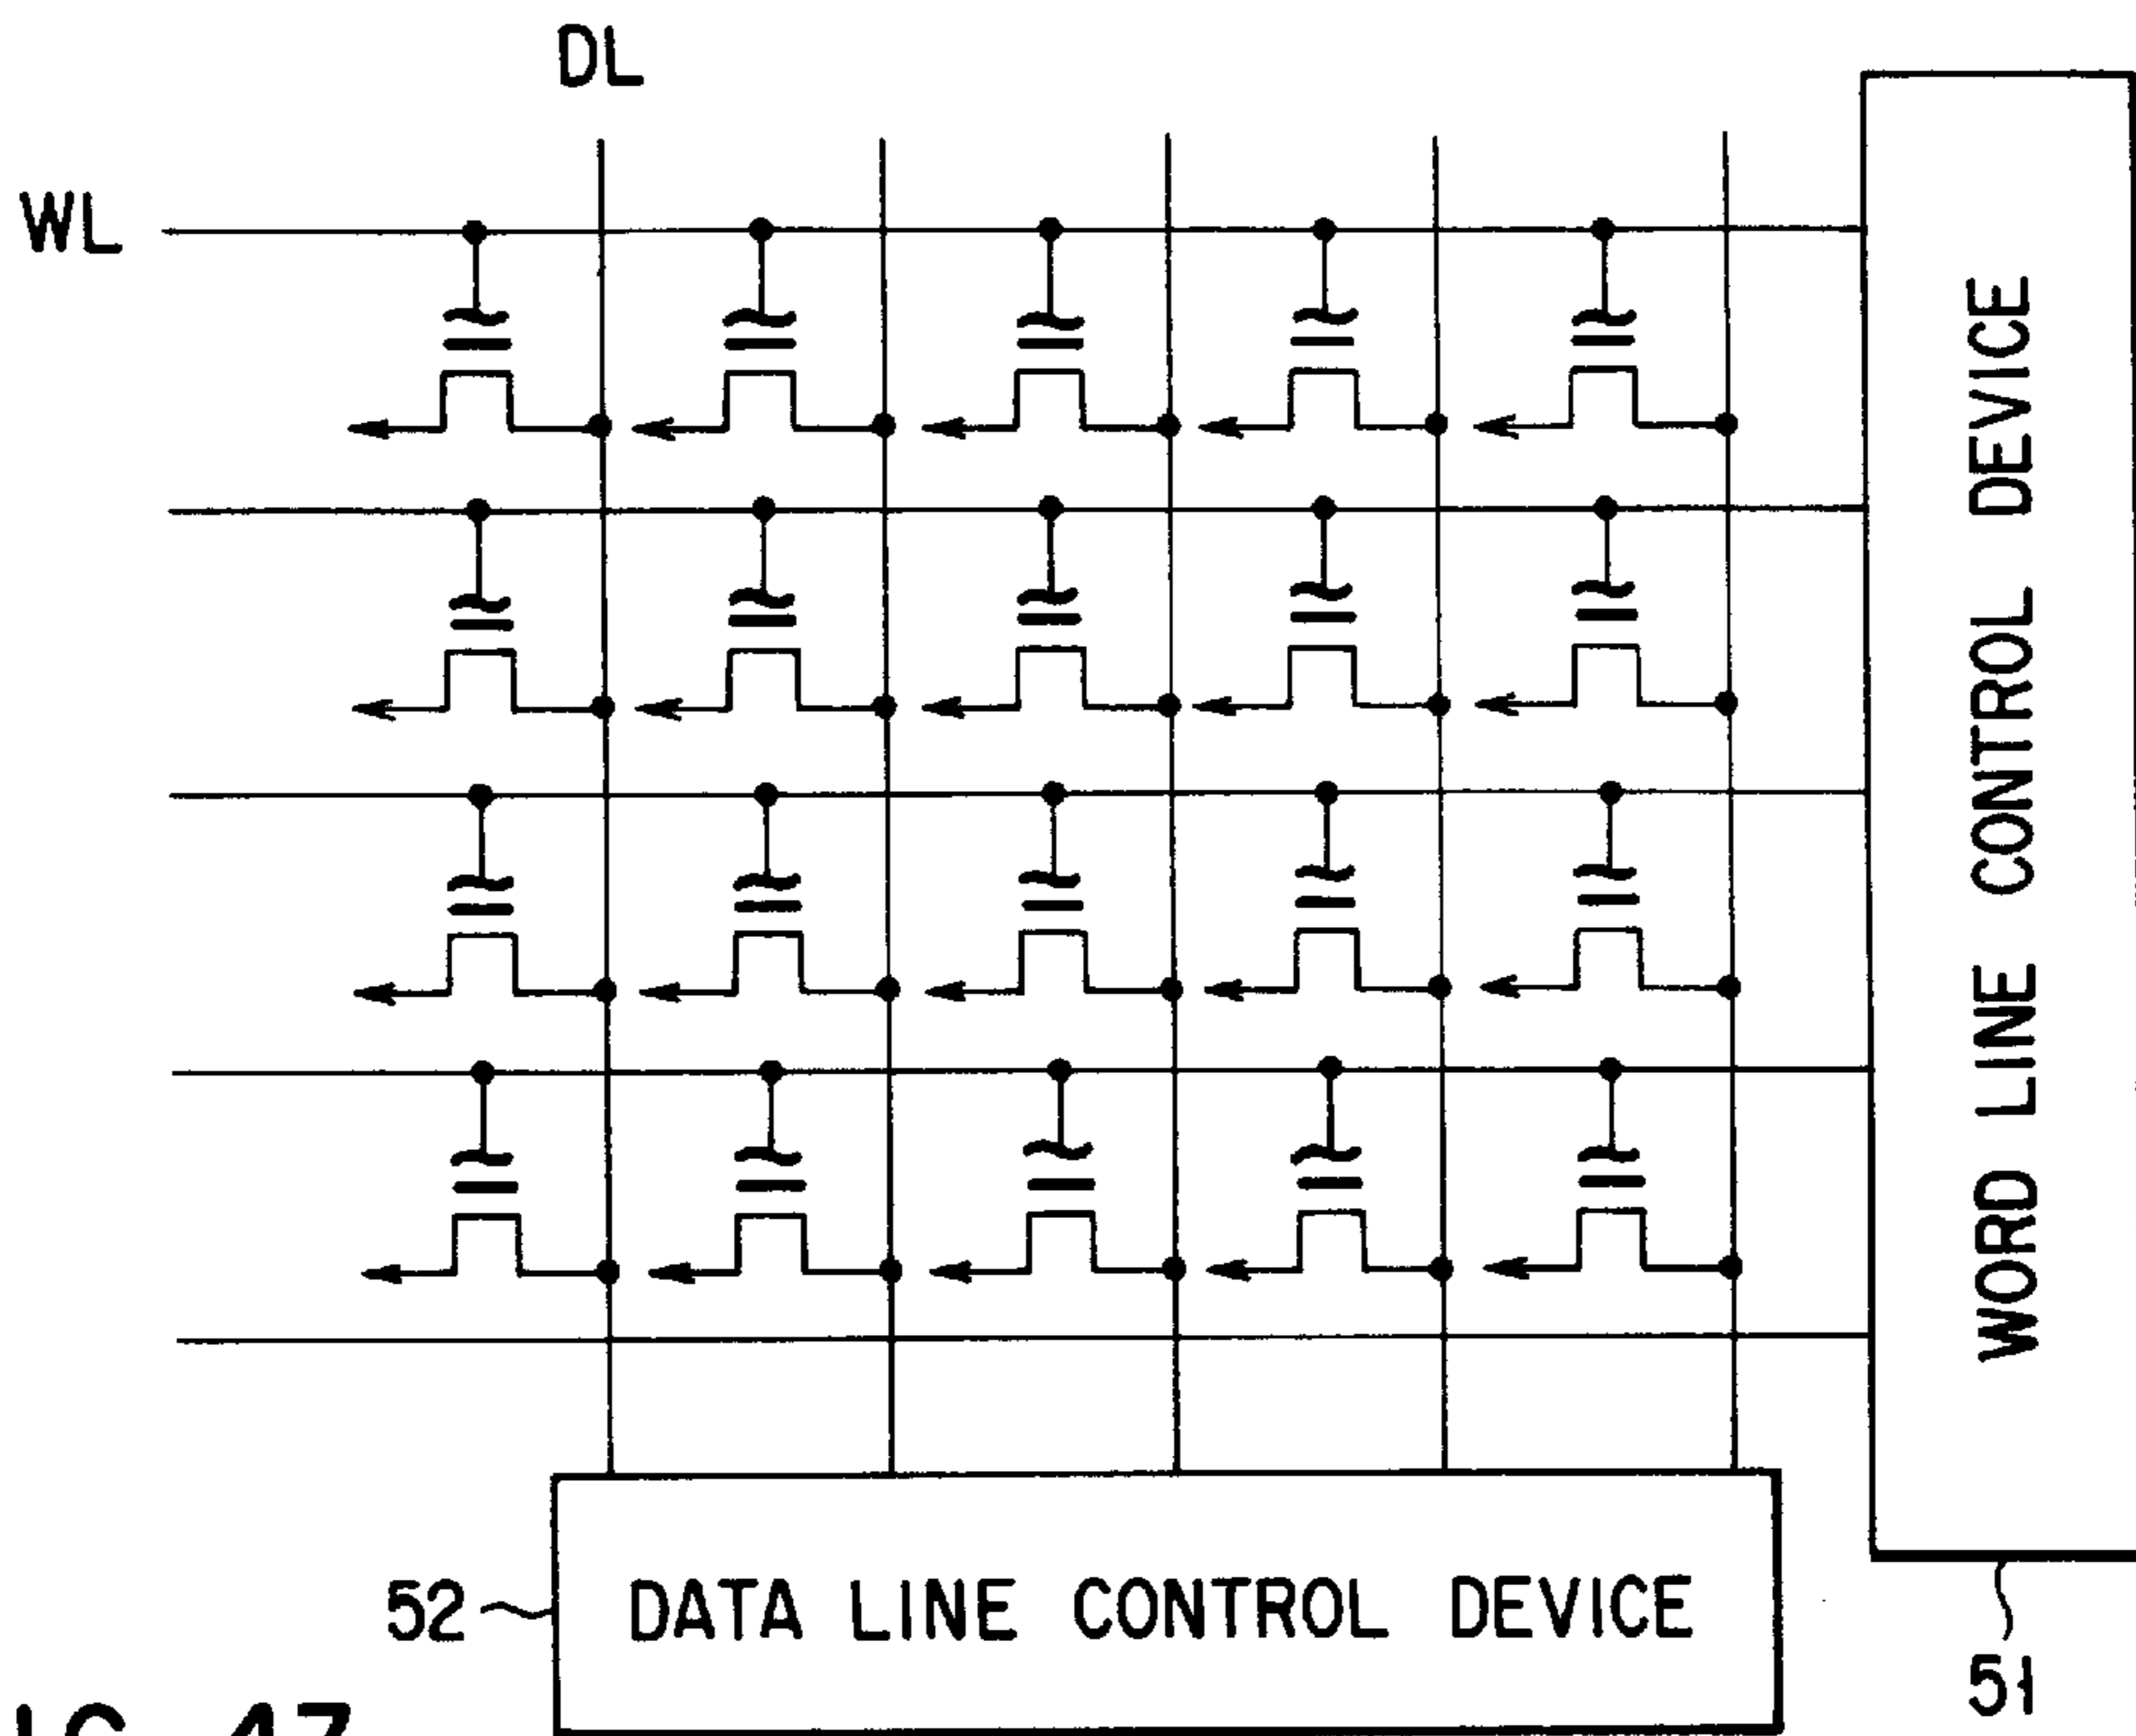 DL
WL
WORD LINE CONTROL DEVICE
52
DATA LINE CONTROL DEVICE
51